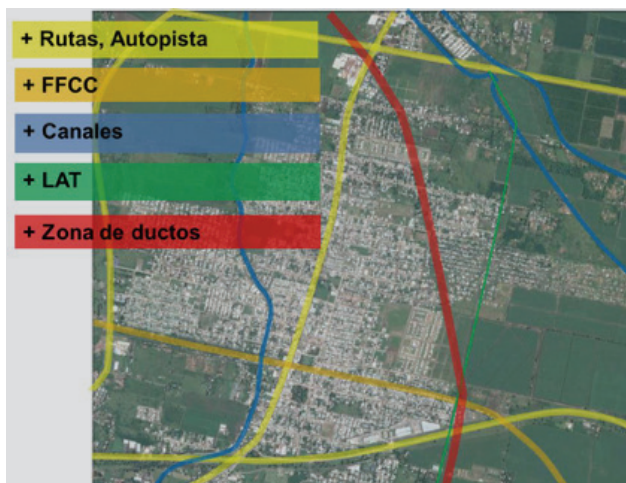 + Rutas, Autopista
+ FFCC
+ Canales
+ LAT
+ Zona de ductos